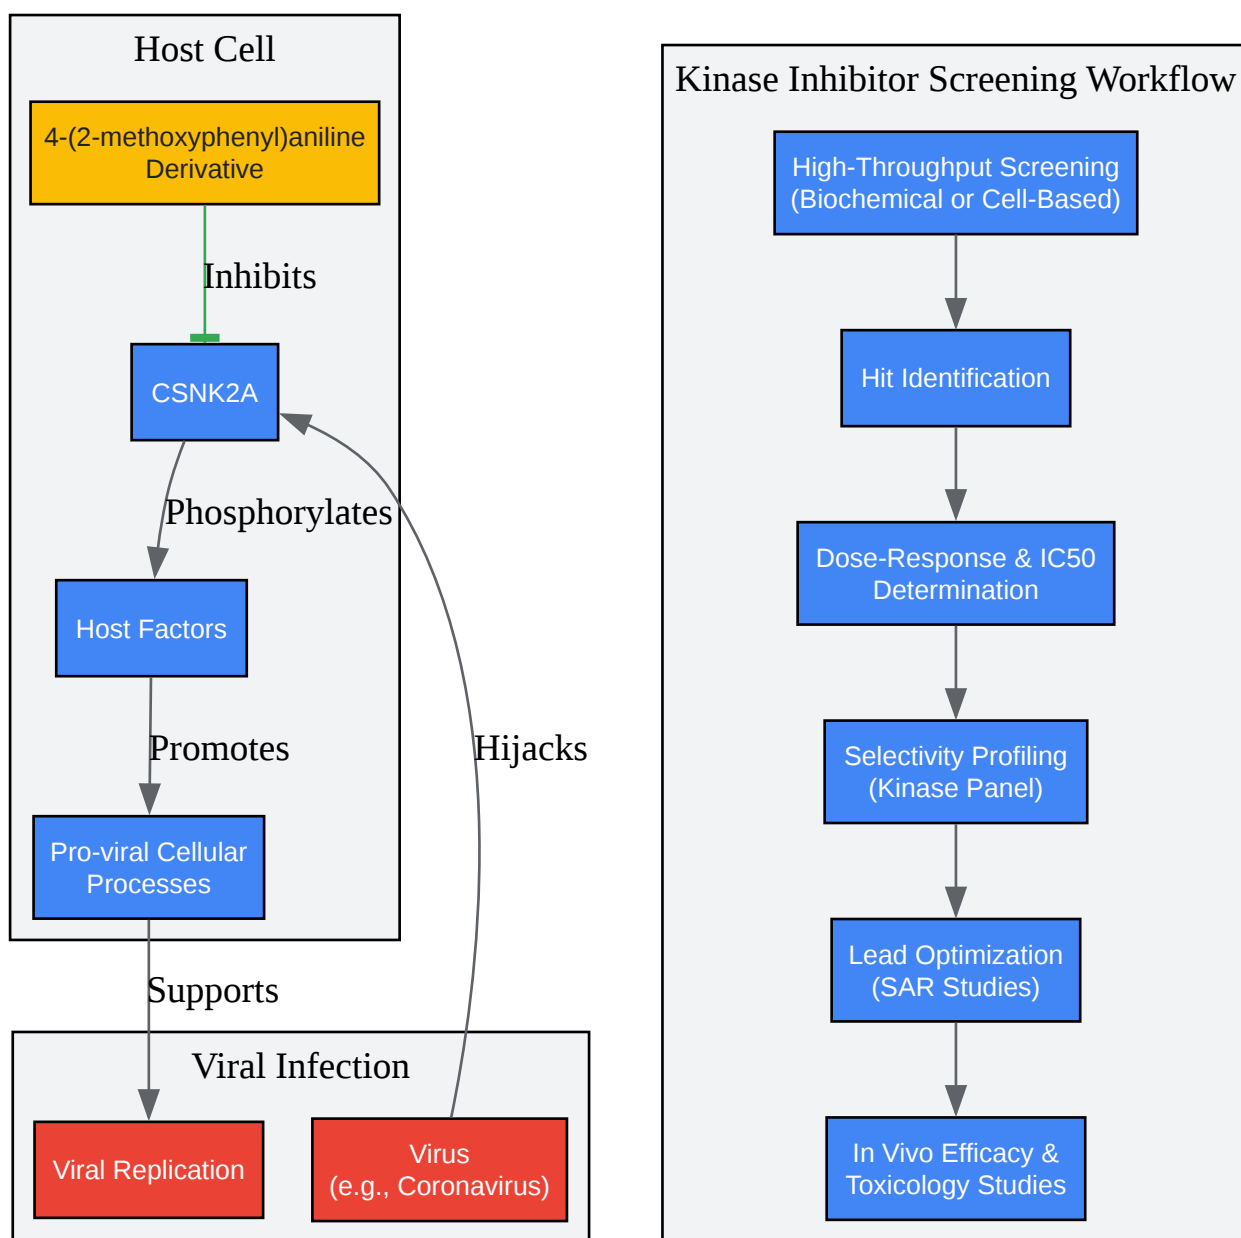 Host Cell
4-(2-methoxyphenyl)aniline
Derivative
Inhibits
CSNK2A
Phosphorylates
Host Factors
Promotes
Hijacks
Pro-viral Cellular
Processes
Supports
Viral Infection
Viral Replication
Virus
(e.g., Coronavirus)
Kinase Inhibitor Screening Workflow
High-Throughput Screening
(Biochemical or Cell-Based)
Hit Identification
Dose-Response & IC50
Determination
Selectivity Profiling
(Kinase Panel)
Lead Optimization
(SAR Studies)
In Vivo Efficacy &
Toxicology Studies